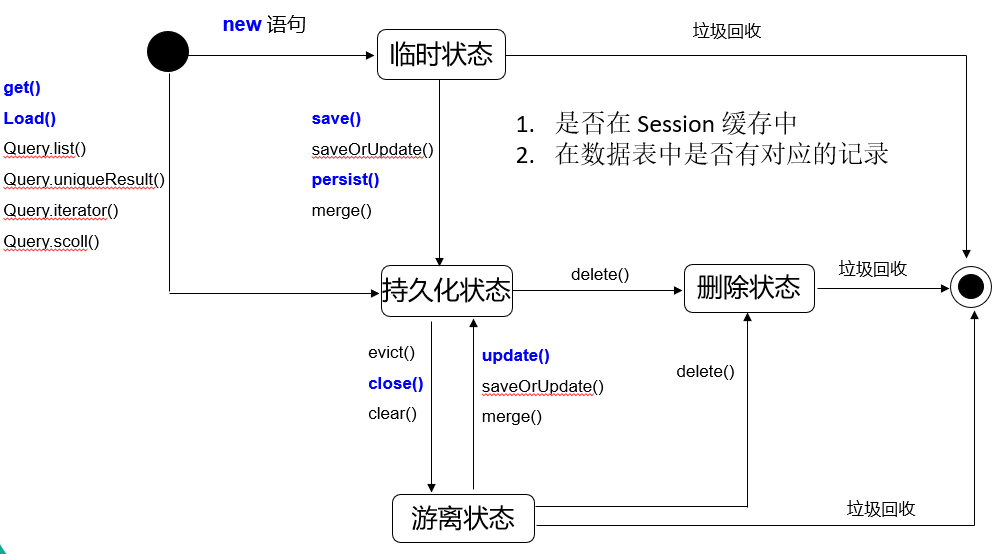 new 语句
垃圾回收
临时状态
get()
Load()
Query.list()
Query.uniqueResult()
Query.iterator()
Query.scoll()
save()
saveOrUpdate()
persist()
merge()
1. 是否在 Session 缓存中
2. 在数据表中是否有对应的记录
持久化状态
delete()
删除状态
垃圾回收
evict()
close()
clear()
update()
saveOrUpdate()
merge()
delete()
游离状态
垃圾回收